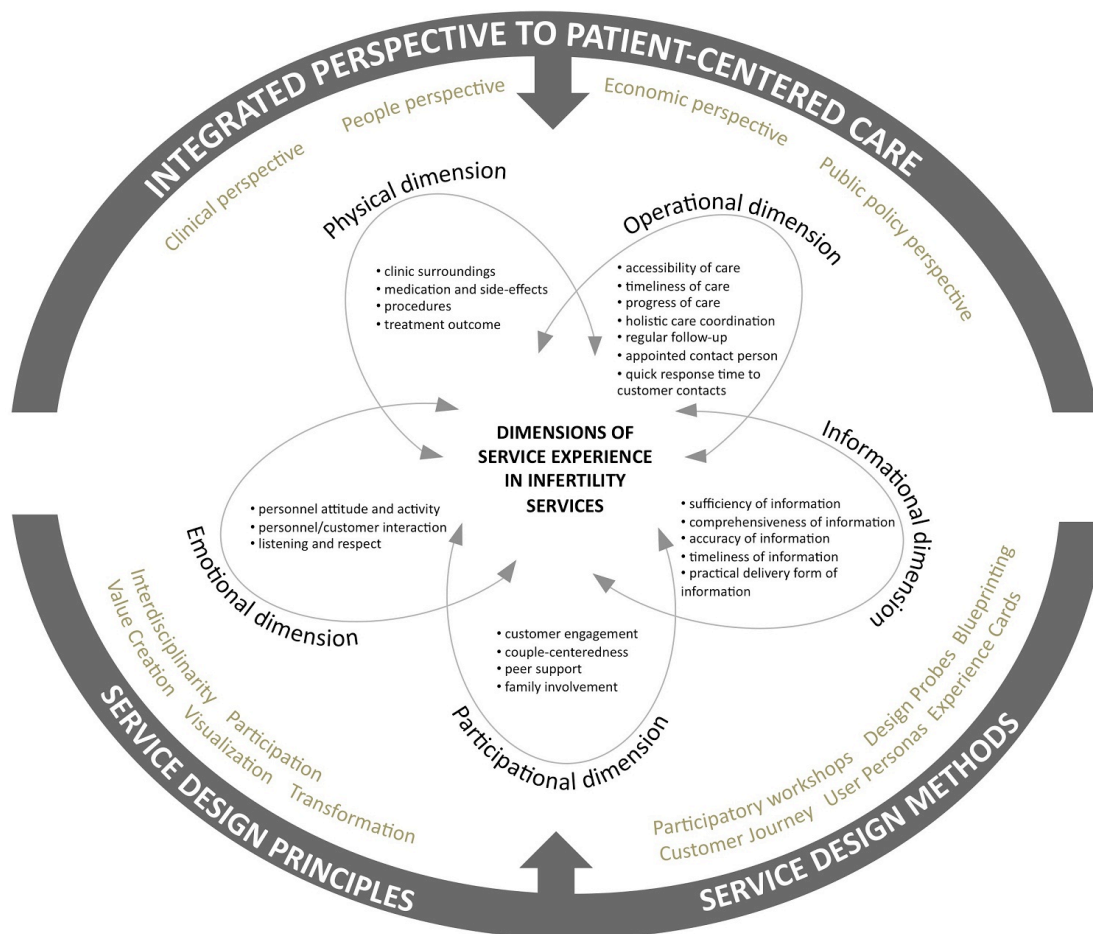 INTEGRATED PERSPECTIVE TO PATIENT-CENTERED CARE
Clinical perspective
People perspective
Economic perspective
Public policy perspective
Physical dimension
• clinic surroundings
• medication and side-effects
• procedures
• treatment outcome
Operational dimension
• accessibility of care
• timeliness of care
• progress of care
• holistic care coordination
• regular follow-up
• appointed contact person
• quick response time to
customer contacts
DIMENSIONS OF
SERVICE EXPERIENCE
IN INFERTILITY
SERVICES
Informational dimension
• sufficiency of information
• comprehensiveness of information
• accuracy of information
• timeliness of information
• practical delivery form of
information
Emotional dimension
• personnel attitude and activity
• personnel/customer interaction
• listening and respect
Participational dimension
• customer engagement
• couple-centeredness
• peer support
• family involvement
Interdisciplinarity Participation
Value Creation Visualization Transformation
SERVICE DESIGN PRINCIPLES
Participatory workshops Design Probes Blueprinting
Customer Journey User Personas Experience Cards
SERVICE DESIGN METHODS